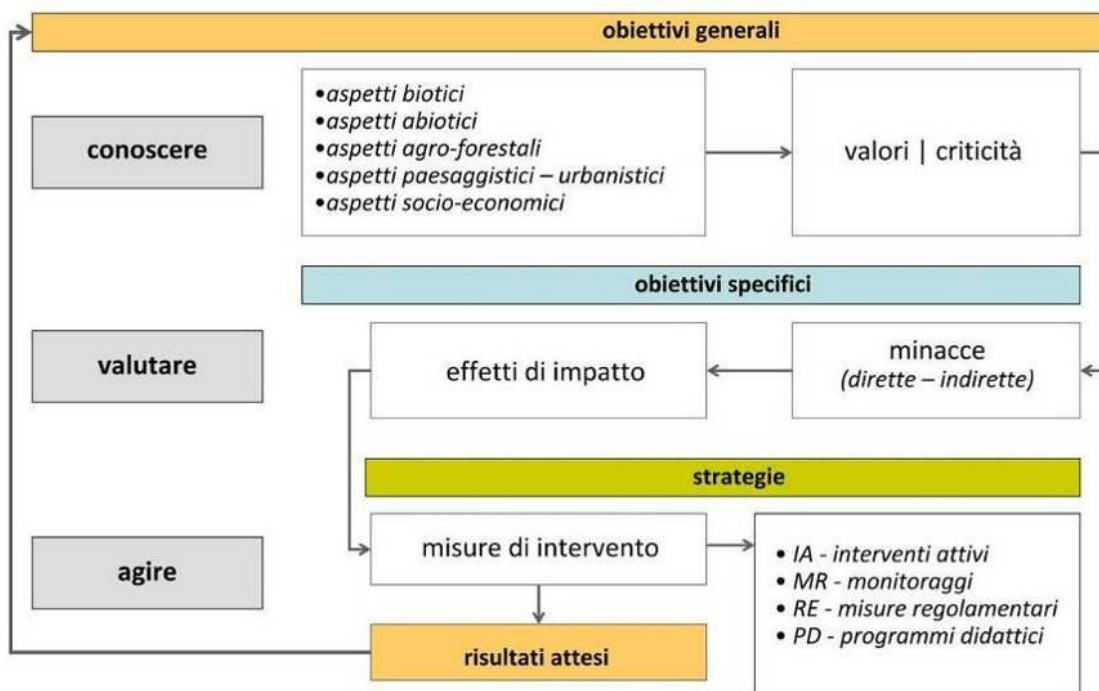 obiettivi generali
conoscere
•aspetti biotici
•aspetti abiotici
•aspetti agro-forestali
•aspetti paesaggistici – urbanistici
•aspetti socio-economici
valori | criticità
obiettivi specifici
valutare
effetti di impatto
minacce
(dirette – indirette)
strategie
agire
misure di intervento
• IA - interventi attivi
• MR - monitoraggi
• RE - misure regolamentari
• PD - programmi didattici
risultati attesi